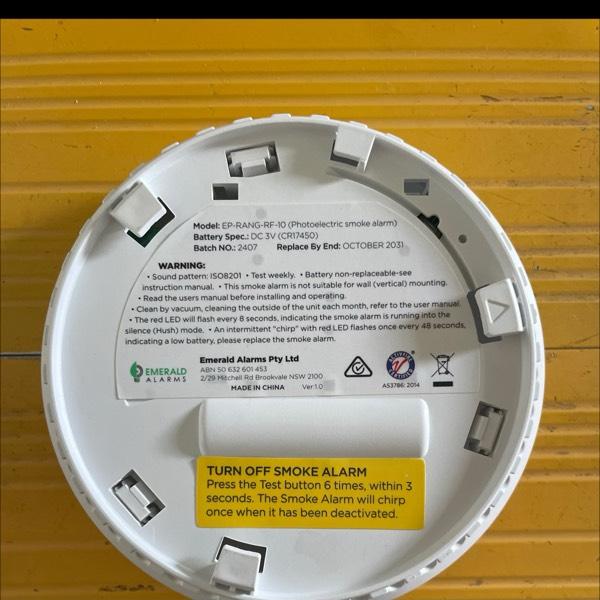 Model: EP-RANG-RF-10 (Photoelectric smoke alarm)
Battery Spec.: DC 3V (CR17450)
Batch NO.: 2407 Replace By End: OCTOBER 2031
WARNING:
• Sound pattern: ISO8201 • Test weekly. • Battery non-replaceable-see
instruction manual. • This smoke alarm is not suitable for wall (vertical) mounting.
• Read the users manual before installing and operating.
• Clean by vacuum, cleaning the outside of the unit each month, refer to the user manual.
• The red LED will flash every 8 seconds, indicating the smoke alarm is running into the
silence (Hush) mode. • An intermittent "chirp" with red LED flashes once every 48 seconds,
indicating a low battery, please replace the smoke alarm.
EMERALD
ALARMS
Emerald Alarms Pty Ltd
ABN 50 632 601 453
2/29 Mitchell Rd Brookvale NSW 2100
MADE IN CHINA Ver1.0
AS3786: 2014
TURN OFF SMOKE ALARM
Press the Test button 6 times, within 3
seconds. The Smoke Alarm will chirp
once when it has been deactivated.